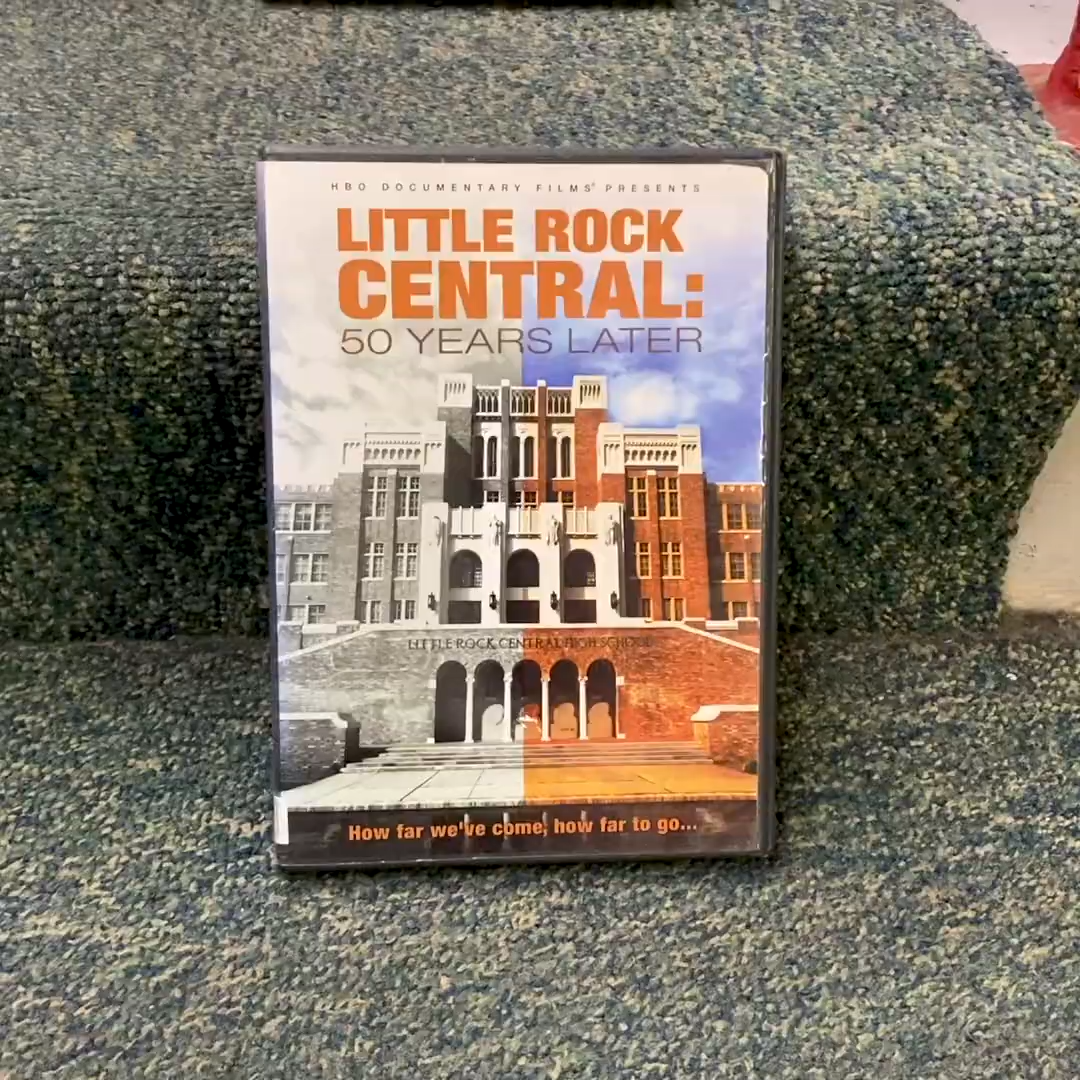 HBO DOCUMENTARY FILMS® PRESENTS
LITTLE ROCK
CENTRAL:
50 YEARS LATER
LITTLE ROCK CENTRAL HIGH SCHOOL
How far we've come, how far to go...